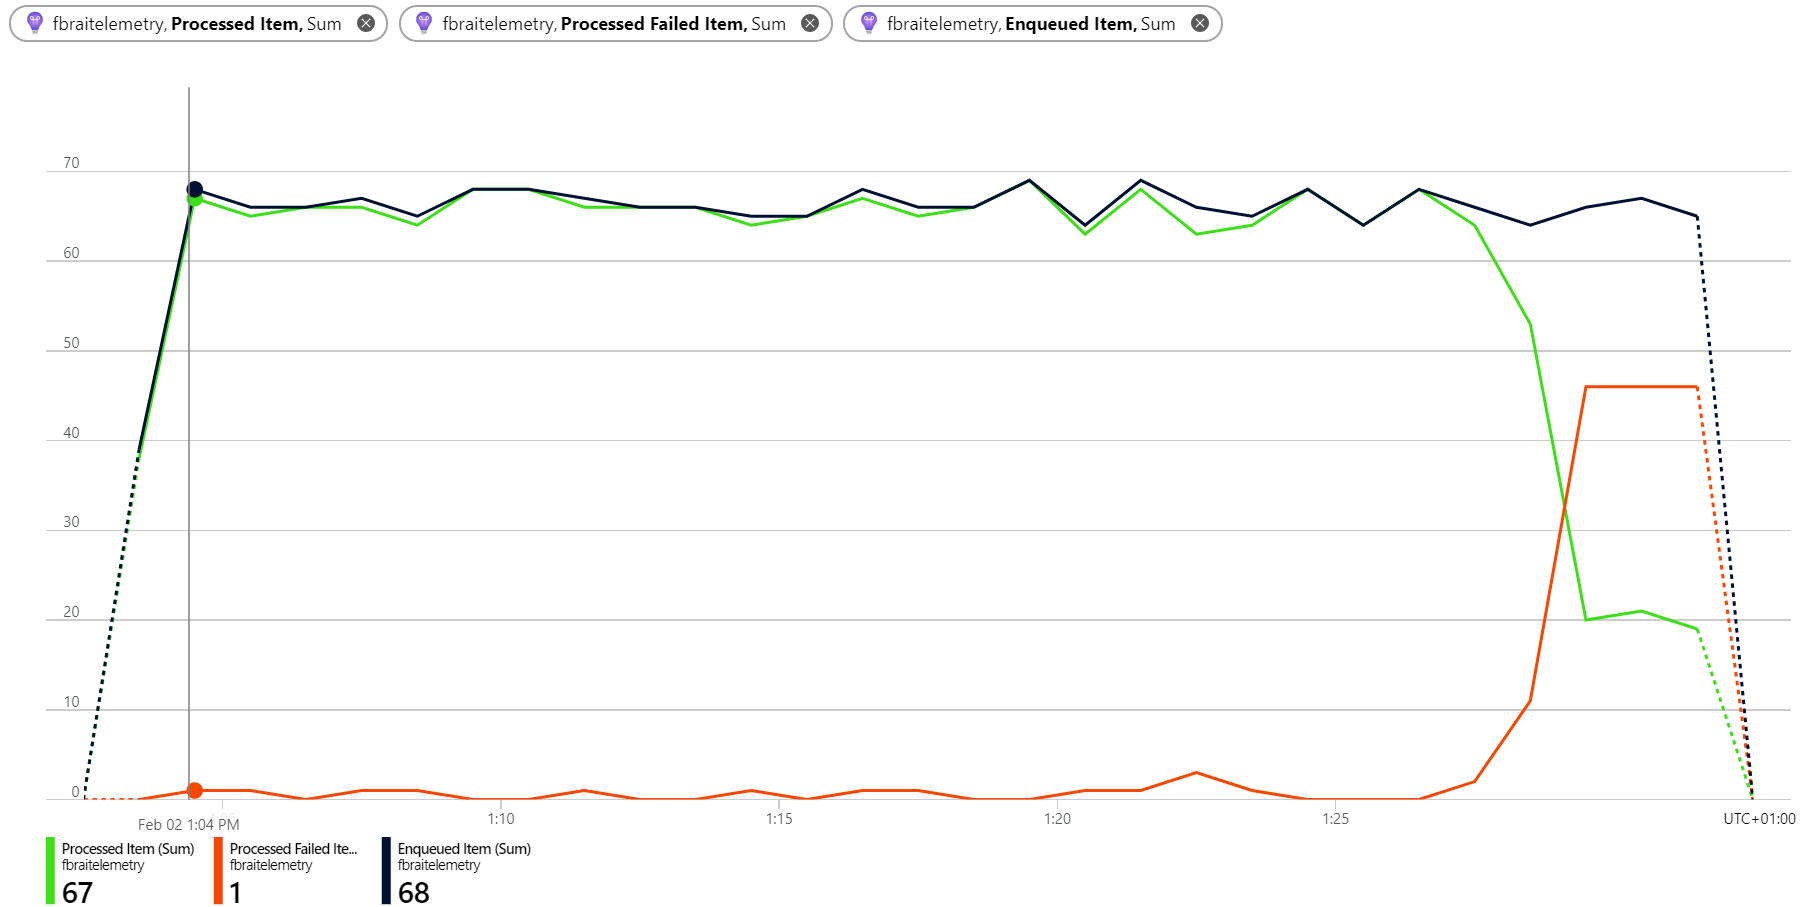 fbraitelemetry, Processed Item, Sum
fbraitelemetry, Processed Failed Item, Sum
fbraitelemetry, Enqueued Item, Sum
70
60
50
40
30
20
10
0
Feb 02 1:04 PM
1:10
1:15
1:20
1:25
UTC+01:00
Processed Item (Sum)
fbraitelemetry
67
Processed Failed Ite...
fbraitelemetry
1
Enqueued Item (Sum)
fbraitelemetry
68